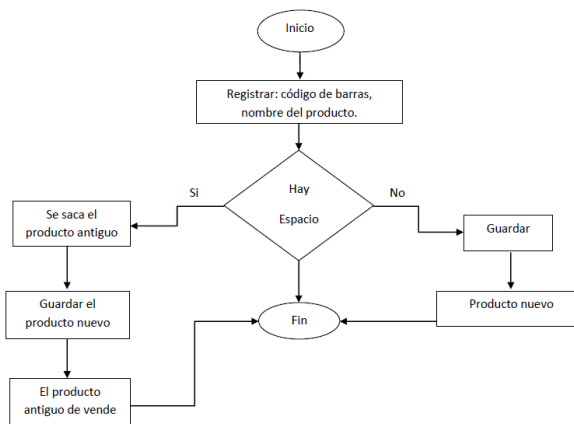 Inicio
Registrar: código de barras,
nombre del producto.
Hay
Espacio
Si
No
Se saca el
producto antiguo
Guardar
Guardar el
producto nuevo
Producto nuevo
Fin
El producto
antiguo de vende